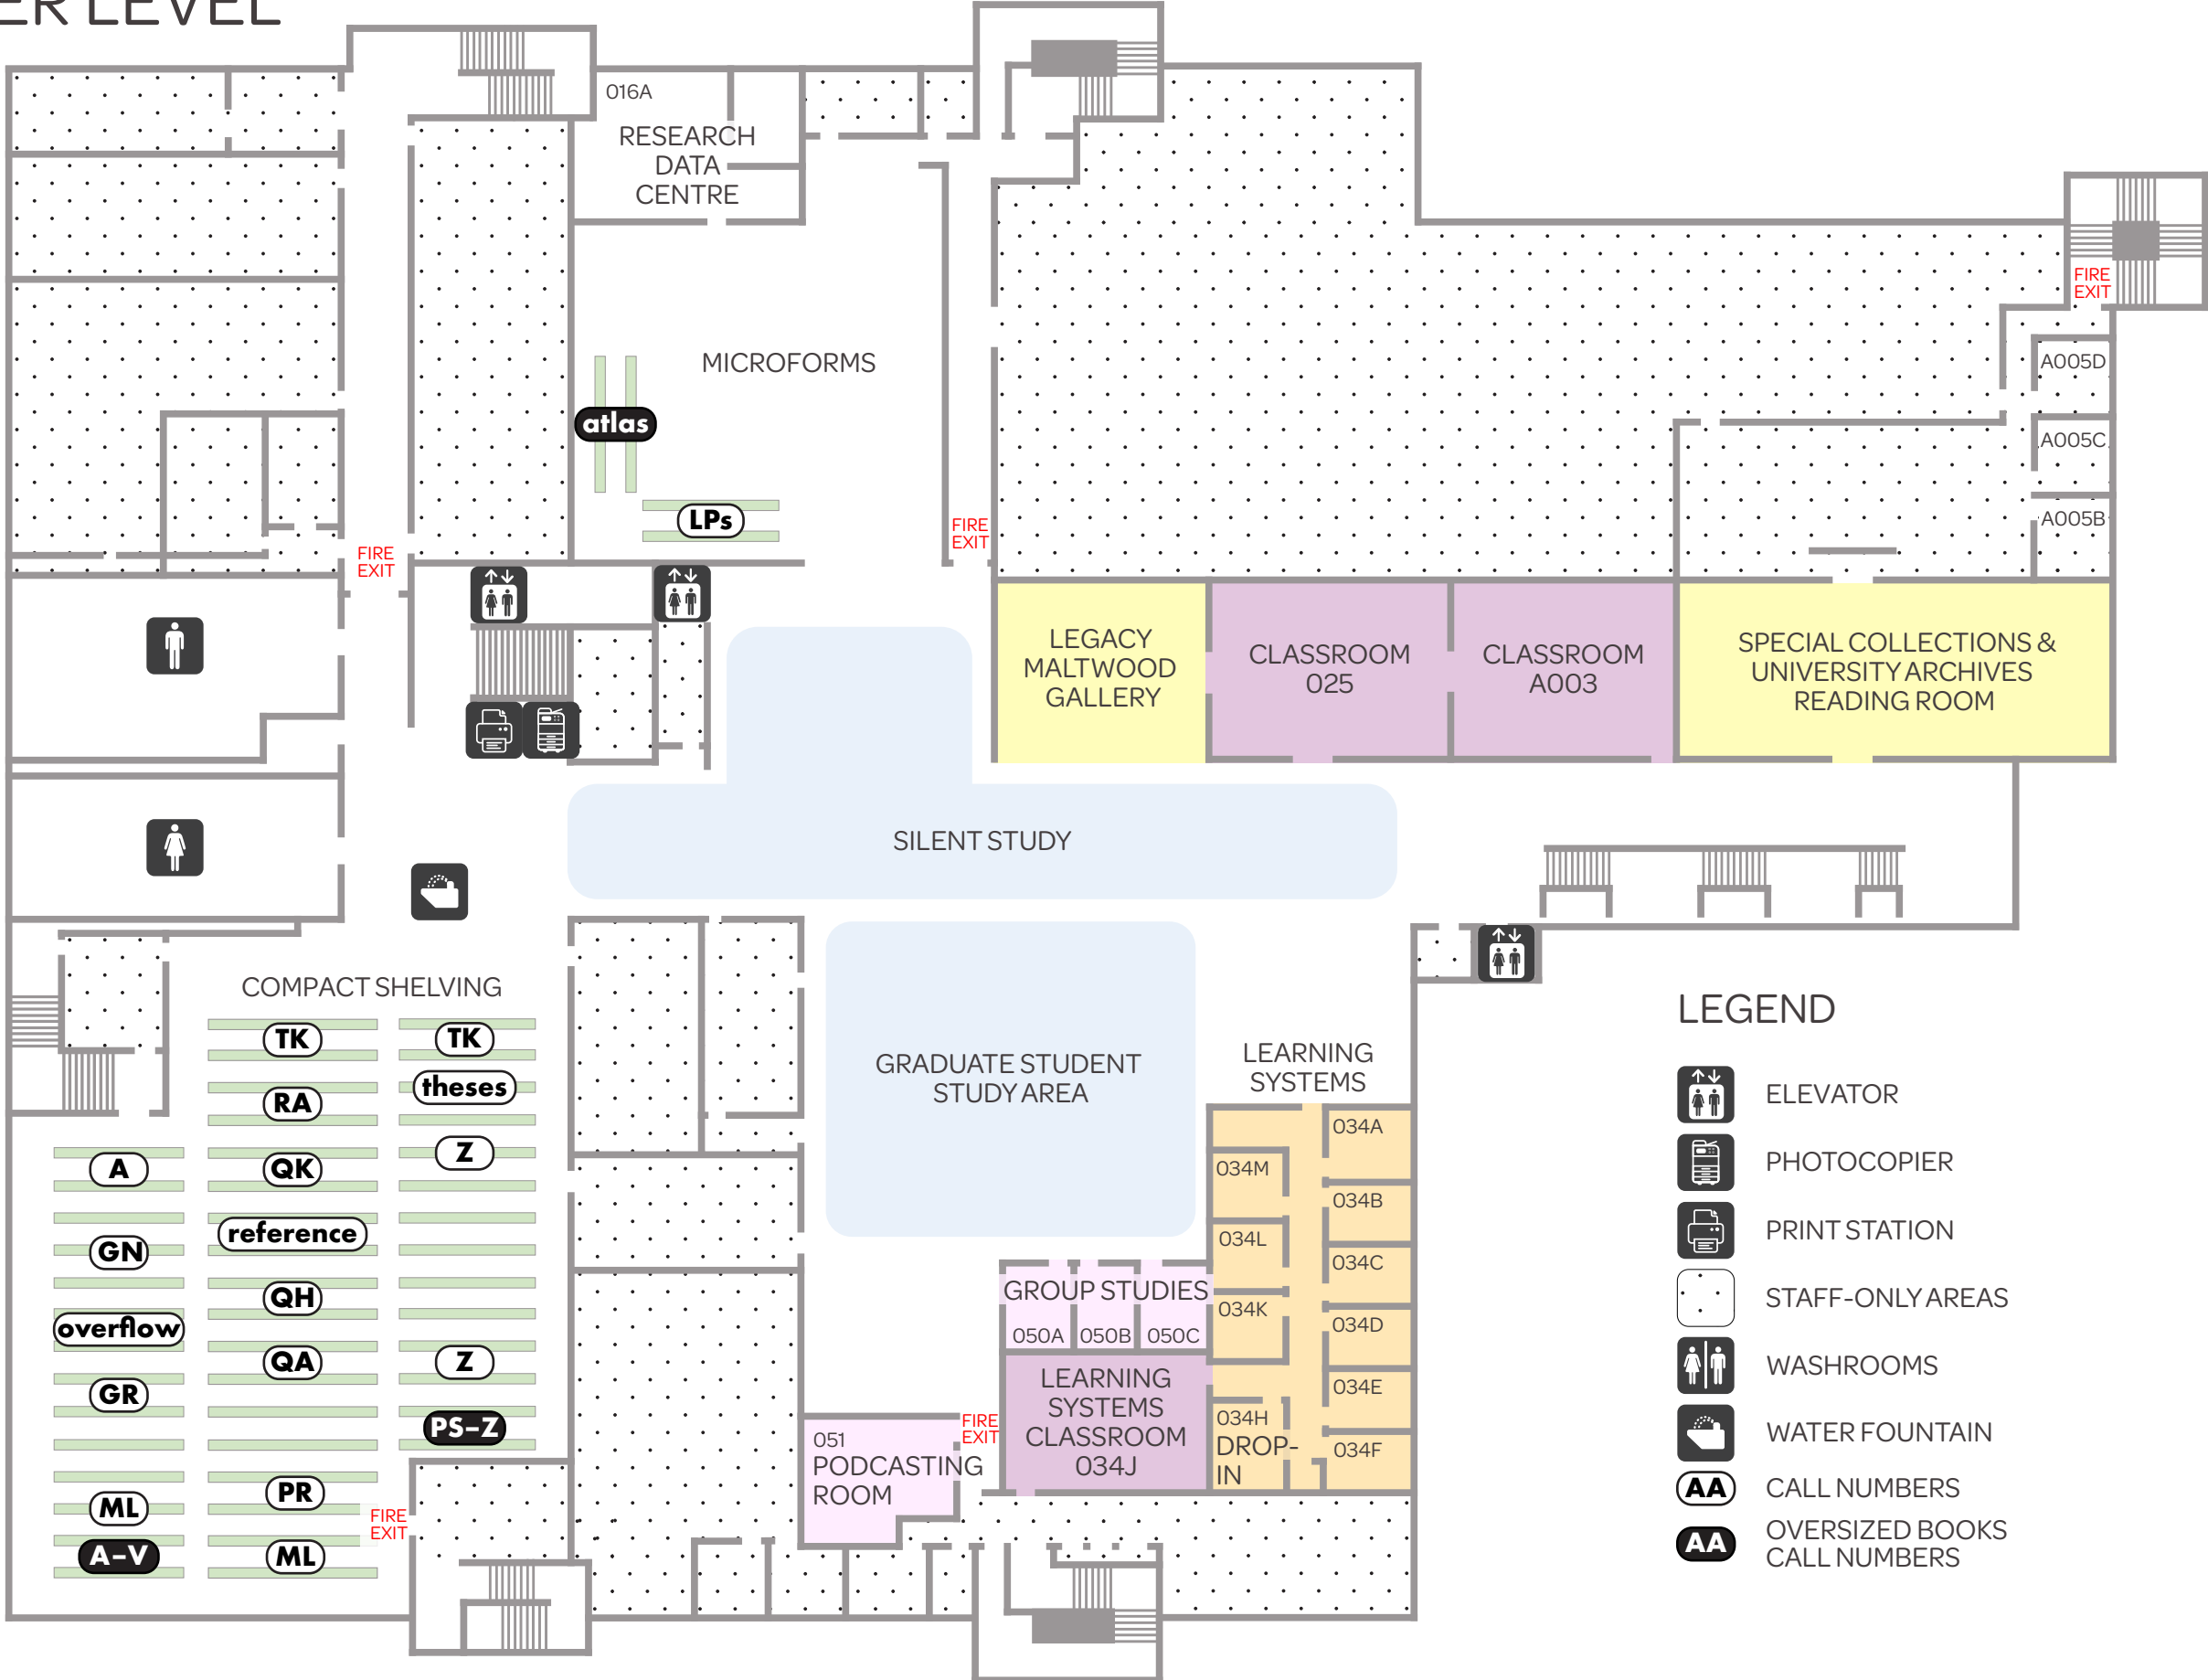 ER LEVEL
016A
RESEARCH
DATA
CENTRE
MICROFORMS
atlas
LPs
FIRE
EXIT
FIRE
EXIT
FIRE
EXIT
A005D
A005C
A005B
LEGACY
MALTWOOD
GALLERY
CLASSROOM
025
CLASSROOM
A003
SPECIAL COLLECTIONS &
UNIVERSITY ARCHIVES
READING ROOM
SILENT STUDY
GRADUATE STUDENT
STUDY AREA
COMPACT SHELVING
TK
RA
QK
reference
QH
QA
PR
ML
TK
theses
Z
Z
PS–Z
A
GN
overflow
GR
ML
A–V
FIRE
EXIT
LEARNING
SYSTEMS
034A
034B
034C
034D
034E
034F
034M
034L
034K
034H
DROP-
IN
GROUP STUDIES
050A
050B
050C
LEARNING
SYSTEMS
CLASSROOM
034J
FIRE
EXIT
051
PODCASTING
ROOM
LEGEND
ELEVATOR
PHOTOCOPIER
PRINT STATION
STAFF-ONLY AREAS
WASHROOMS
WATER FOUNTAIN
AA
CALL NUMBERS
AA
OVERSIZED BOOKS
CALL NUMBERS